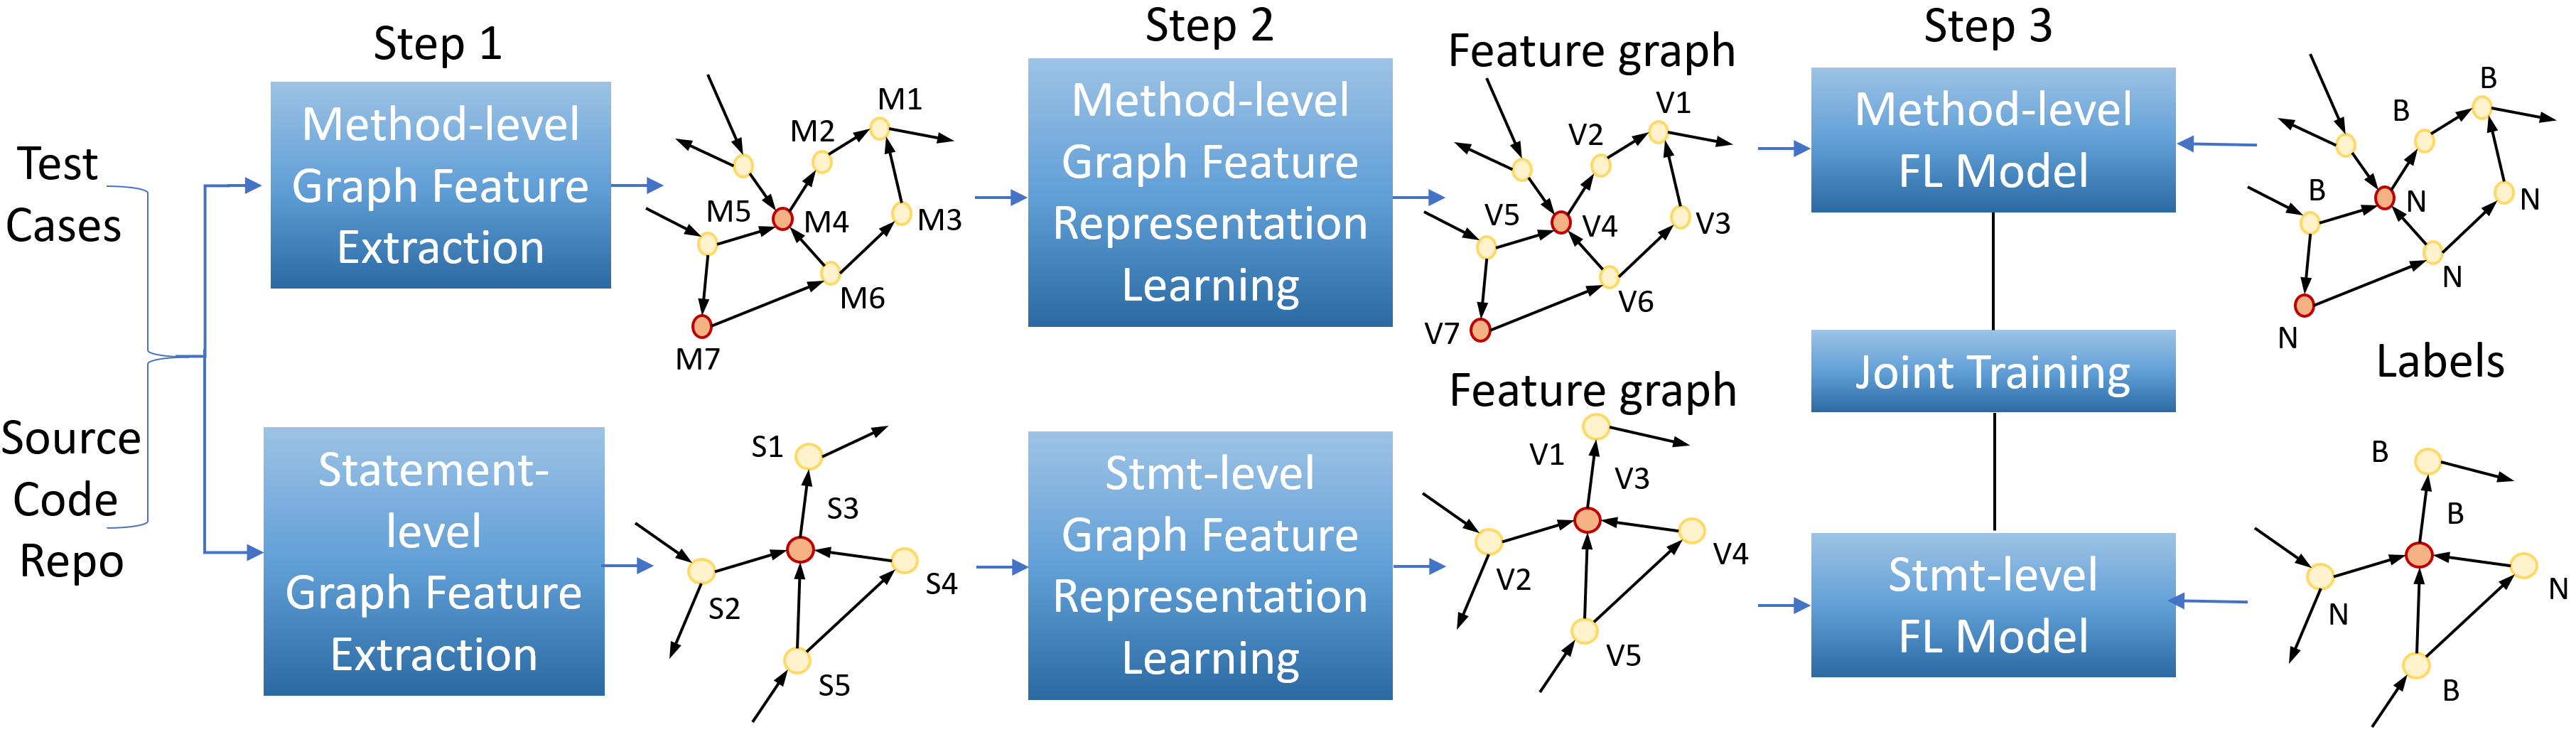 Test
Cases
Source
Code
Repo
Step 1
Method-level
Graph Feature
Extraction
M1
M2
M5
M4
M3
M6
M7
Statement-
level
Graph Feature
Extraction
S1
S3
S4
S2
S5
Step 2
Method-level
Graph Feature
Representation
Learning
Feature graph
V1
V2
V5
V4
V3
V6
V7
Stmt-level
Graph Feature
Representation
Learning
Feature graph
V1
V3
V4
V2
V5
Step 3
Method-level
FL Model
Joint Training
Stmt-level
FL Model
B
B
B
N
N
N
N
Labels
B
B
N
N
B